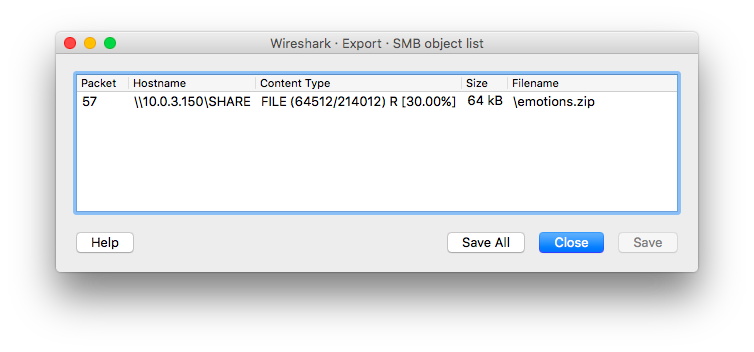 Wireshark · Export · SMB object list
Packet Hostname Content Type Size Filename
57 \\10.0.3.150\SHARE FILE (64512/214012) R [30.00%] 64 kB \emotions.zip
Help Save All Close Save